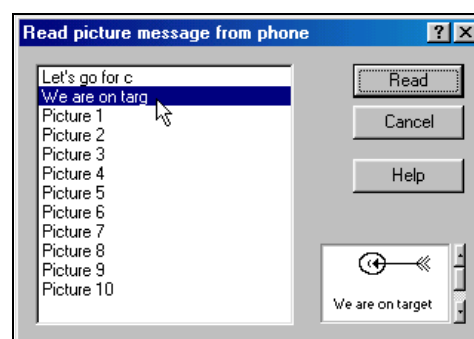 Read picture message from phone
Let's go for c
We are on targ
Picture 1
Picture 2
Picture 3
Picture 4
Picture 5
Picture 6
Picture 7
Picture 8
Picture 9
Picture 10
Read
Cancel
Help
We are on target